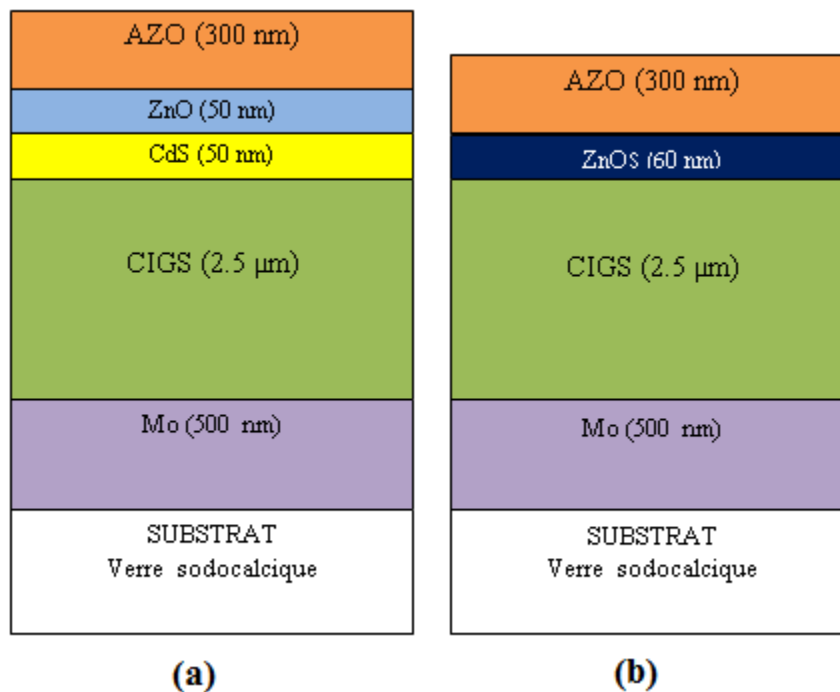 AZO (300 nm)
ZnO (50 nm)
CdS (50 nm)
CIGS (2.5 µm)
Mo (500 nm)
SUBSTRAT
Verre sodocalcique
(a)
AZO (300 nm)
ZnOS (60 nm)
CIGS (2.5 µm)
Mo (500 nm)
SUBSTRAT
Verre sodocalcique
(b)